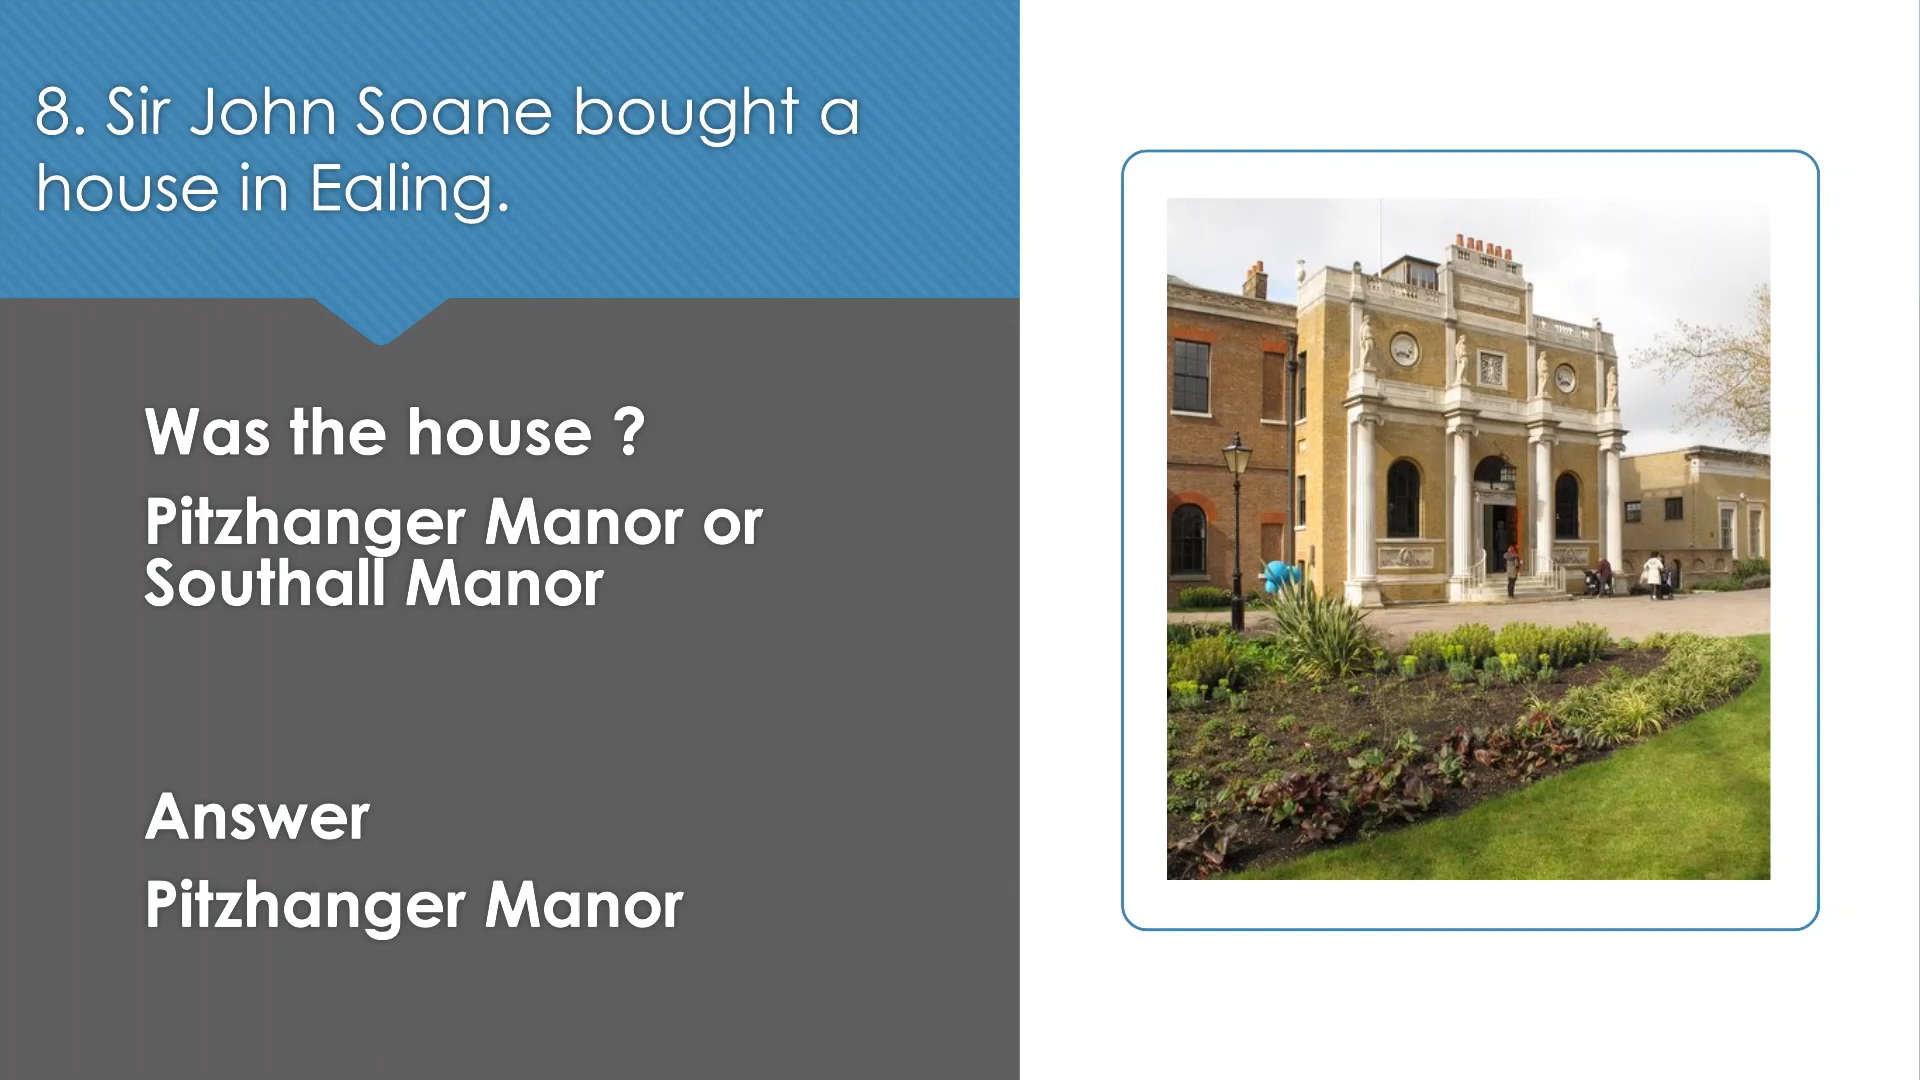 8. Sir John Soane bought a
house in Ealing.
Was the house ?
Pitzhanger Manor or
Southall Manor
Answer
Pitzhanger Manor